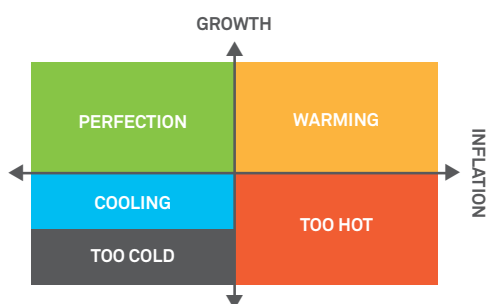 GROWTH
PERFECTION
WARMING
INFLATION
COOLING
TOO HOT
TOO COLD